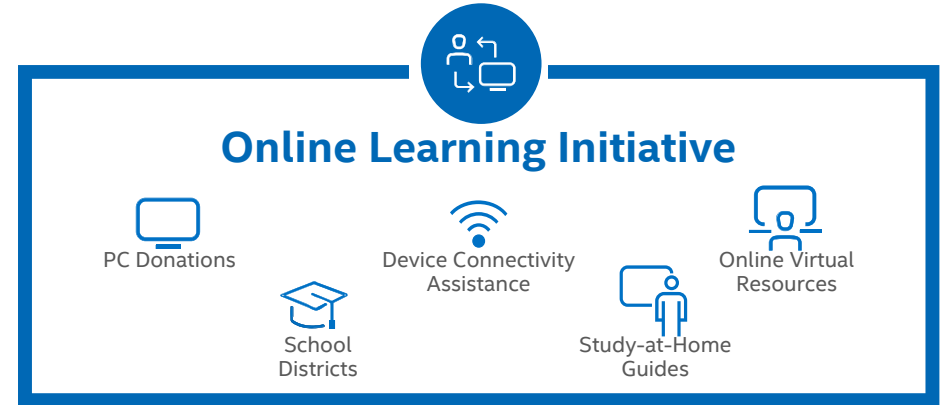 Online Learning Initiative
PC Donations
School
Districts
Device Connectivity
Assistance
Study-at-Home
Guides
Online Virtual
Resources